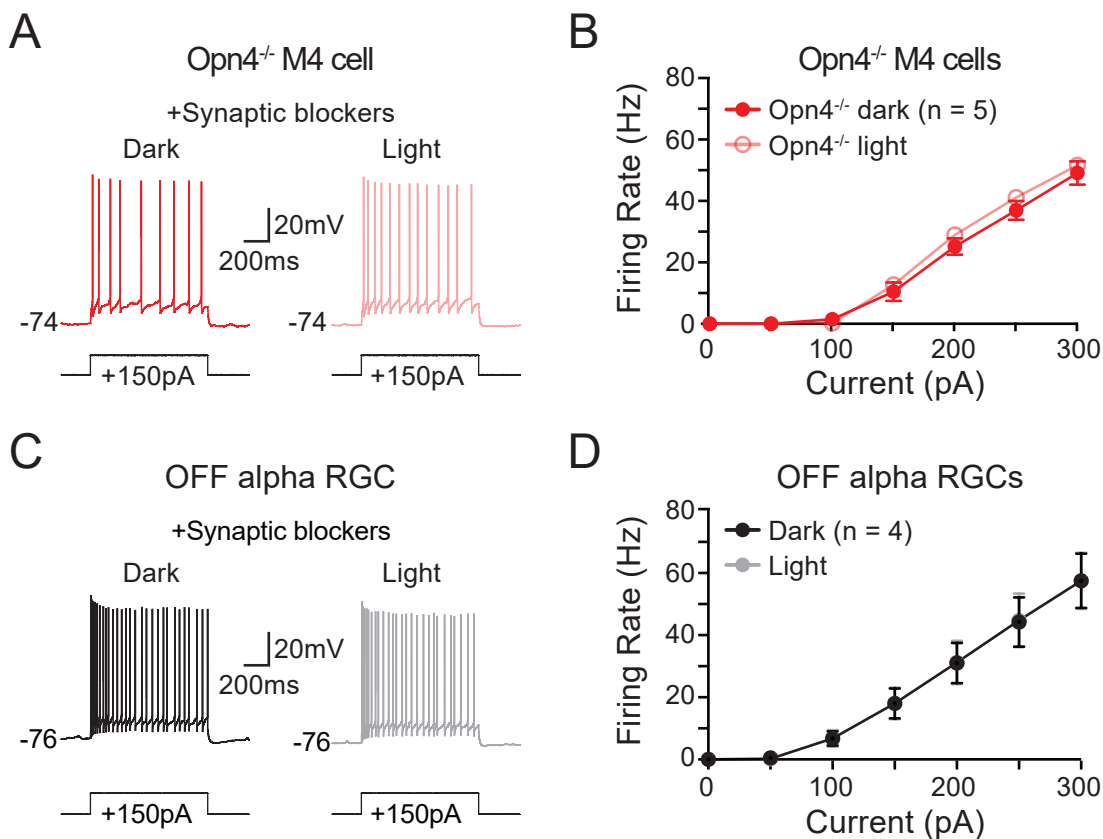 A
Opn4-/- M4 cell
+Synaptic blockers
Dark
Light
20mV
200ms
-74
-74
+150pA
+150pA
B
Opn4-/- M4 cells
Opn4-/- dark (n = 5)
Opn4-/- light
Firing Rate (Hz)
80
60
40
20
0
0
100
200
300
Current (pA)
C
OFF alpha RGC
+Synaptic blockers
Dark
Light
20mV
200ms
-76
-76
+150pA
+150pA
D
OFF alpha RGCs
Dark (n = 4)
Light
Firing Rate (Hz)
80
60
40
20
0
0
100
200
300
Current (pA)